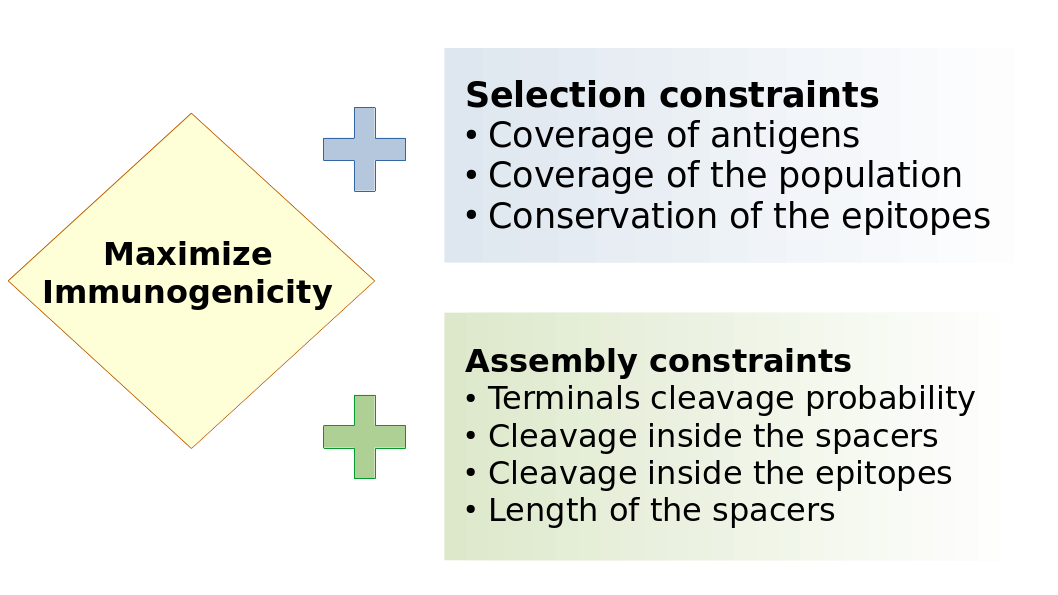 Maximize
Immunogenicity
Selection constraints
• Coverage of antigens
• Coverage of the population
• Conservation of the epitopes
Assembly constraints
• Terminals cleavage probability
• Cleavage inside the spacers
• Cleavage inside the epitopes
• Length of the spacers